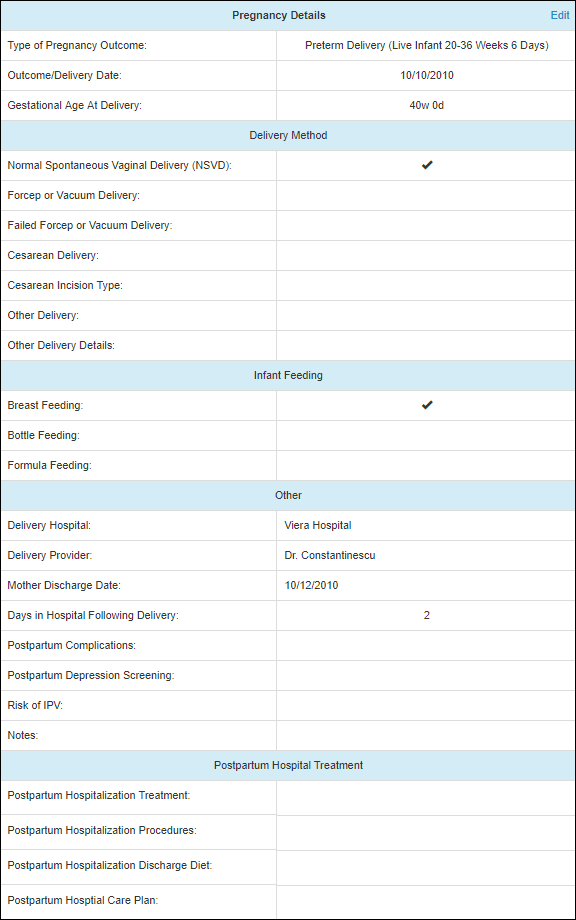 Pregnancy Details Edit
Type of Pregnancy Outcome: Preterm Delivery (Live Infant 20-36 Weeks 6 Days)
Outcome/Delivery Date: 10/10/2010
Gestational Age At Delivery: 40w 0d
Delivery Method
Normal Spontaneous Vaginal Delivery (NSVD): ✔
Forcep or Vacuum Delivery:
Failed Forcep or Vacuum Delivery:
Cesarean Delivery:
Cesarean Incision Type:
Other Delivery:
Other Delivery Details:
Infant Feeding
Breast Feeding: ✔
Bottle Feeding:
Formula Feeding:
Other
Delivery Hospital: Viera Hospital
Delivery Provider: Dr. Constantinescu
Mother Discharge Date: 10/12/2010
Days in Hospital Following Delivery: 2
Postpartum Complications:
Postpartum Depression Screening:
Risk of IPV:
Notes:
Postpartum Hospital Treatment
Postpartum Hospitalization Treatment:
Postpartum Hospitalization Procedures:
Postpartum Hospitalization Discharge Diet:
Postpartum Hosptial Care Plan: